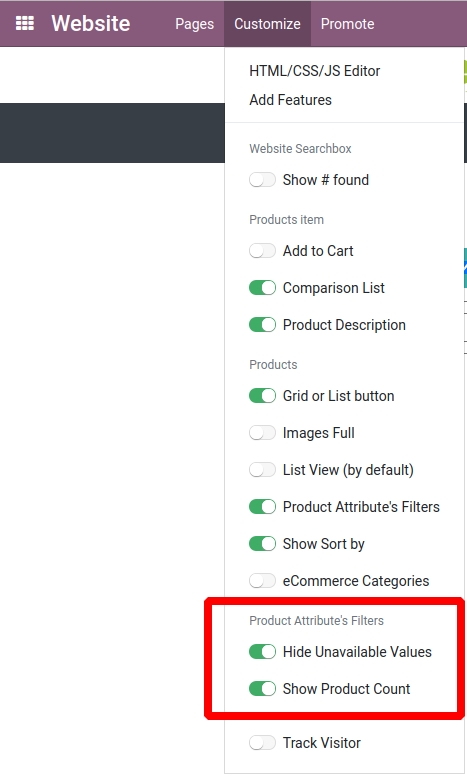 Website Pages Customize Promote
HTML/CSS/JS Editor
Add Features
Website Searchbox
Show # found
Products item
Add to Cart
Comparison List
Product Description
Products
Grid or List button
Images Full
List View (by default)
Product Attribute's Filters
Show Sort by
eCommerce Categories
Product Attribute's Filters
Hide Unavailable Values
Show Product Count
Track Visitor